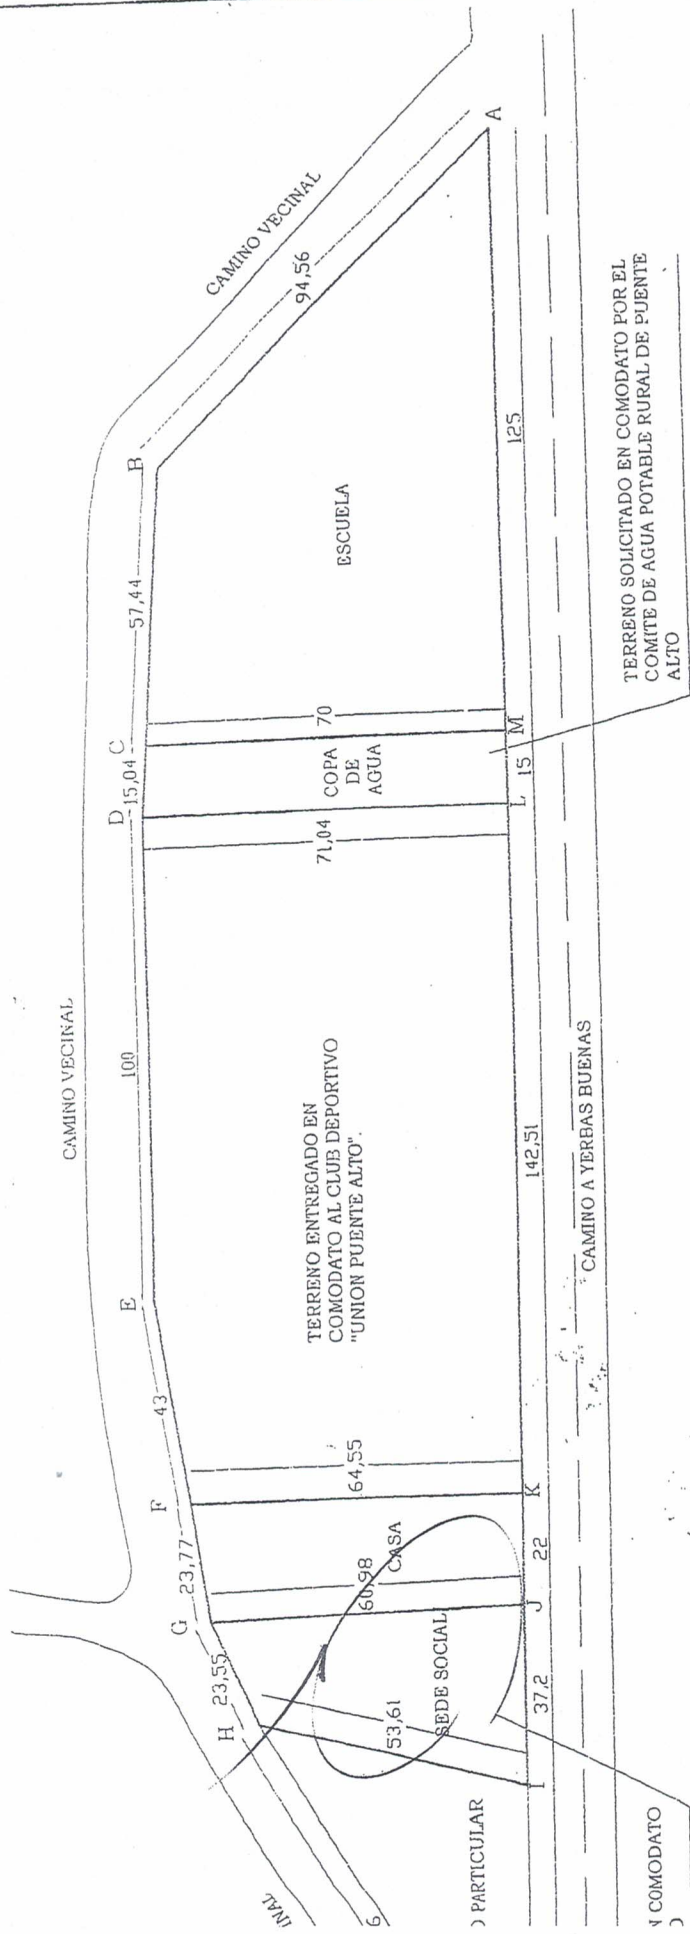 CAMINO VECINAL
CAMINO VECINAL
A
B
C
D
E
F
G
H
I
J
K
L
M
94,56
57,44
15,04
100
43
23,77
23,55
53,61
60,98
64,55
71,04
70
125
15
142,51
22
37,2
ESCUELA
COPA
DE
AGUA
TERRENO ENTREGADO EN
COMODATO AL CLUB DEPORTIVO
"UNION PUENTE ALTO".
CASA
SEDE SOCIAL
CAMINO A YERBAS BUENAS
TERRENO SOLICITADO EN COMODATO POR EL
COMITE DE AGUA POTABLE RURAL DE PUENTE
ALTO
PARTICULAR
COMODATO
6